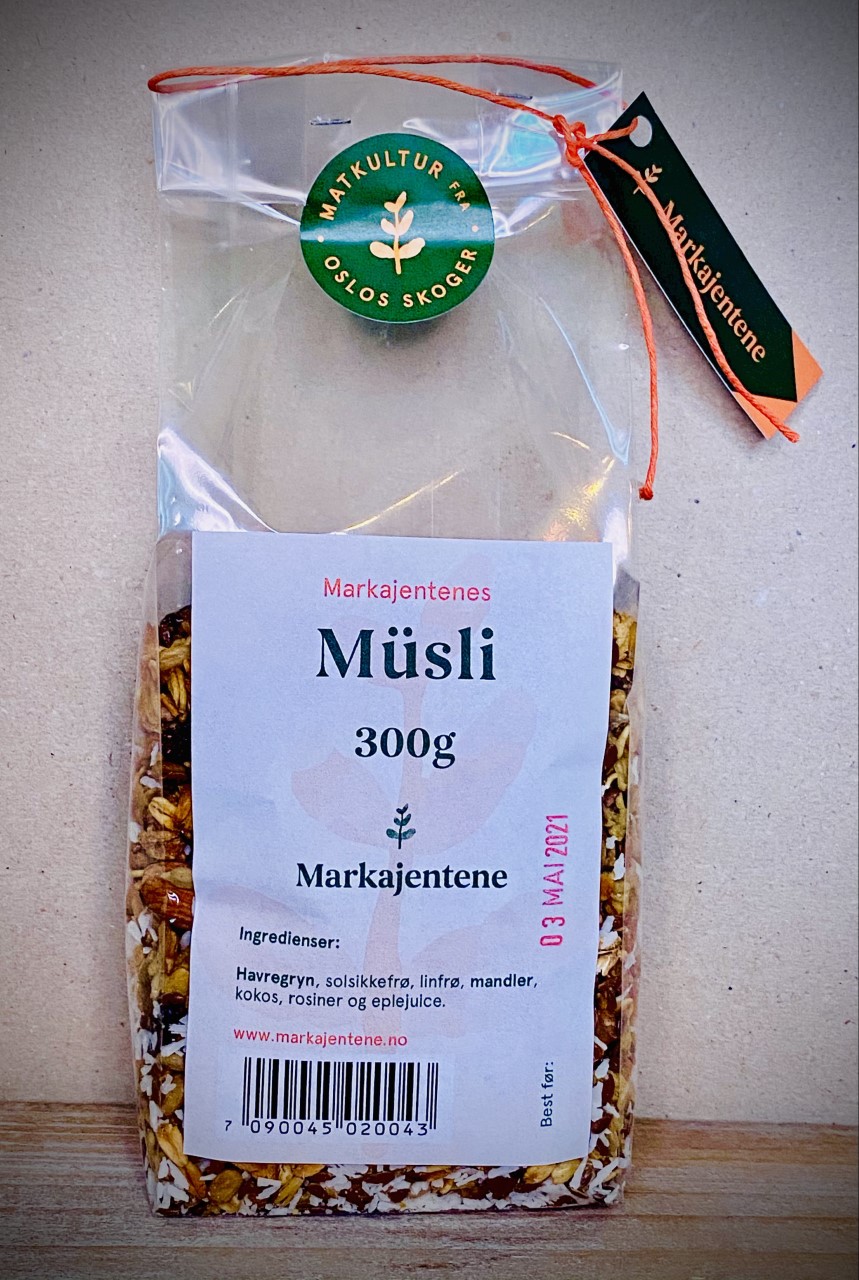 MATKULTUR FRA
OSLOS SKOGER
Markajentene
Markajentenes
Müsli
300g
Markajentene
03 MAI 2021
Ingredienser:
Havregryn, solsikkefrø, linfrø, mandler,
kokos, rosiner og eplejuice.
www.markajentene.no
Best før:
7 090045 020043